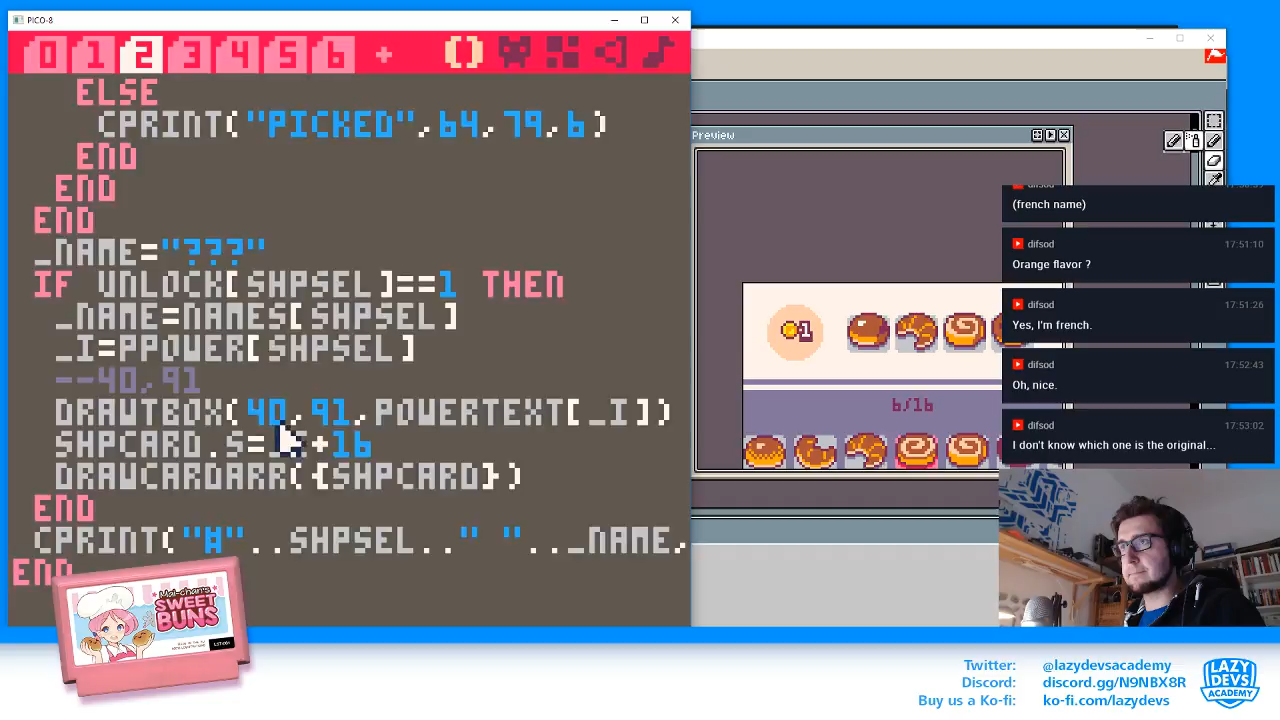 PICO-8
0 1 2 3 4 5 6 +
ELSE
CPRINT("PICKED",64,79,6)
END
END
END
_NAME="???"
IF UNLOCK[SHPSEL]==1 THEN
_NAME=NAMES[SHPSEL]
_I=PPOWER[SHPSEL]
--40,91
DRAWTBOX(40,91,POWERTEXT[_I])
SHPCARD.S=_I+16
DRAWCARDARR({SHPCARD})
END
CPRINT("#"..SHPSEL.." ".._NAME,
END
Mai-chan's
SWEET
BUNS
Preview
1
6/16
difsod
(french name)
difsod 17:51:10
Orange flavor ?
difsod 17:51:26
Yes, I'm french.
difsod 17:52:43
Oh, nice.
difsod 17:53:02
I don't know which one is the original...
Twitter: @lazydevsacademy
Discord: discord.gg/N9NBX8R
Buy us a Ko-fi: ko-fi.com/lazydevs
LAZY
DEVS
ACADEMY